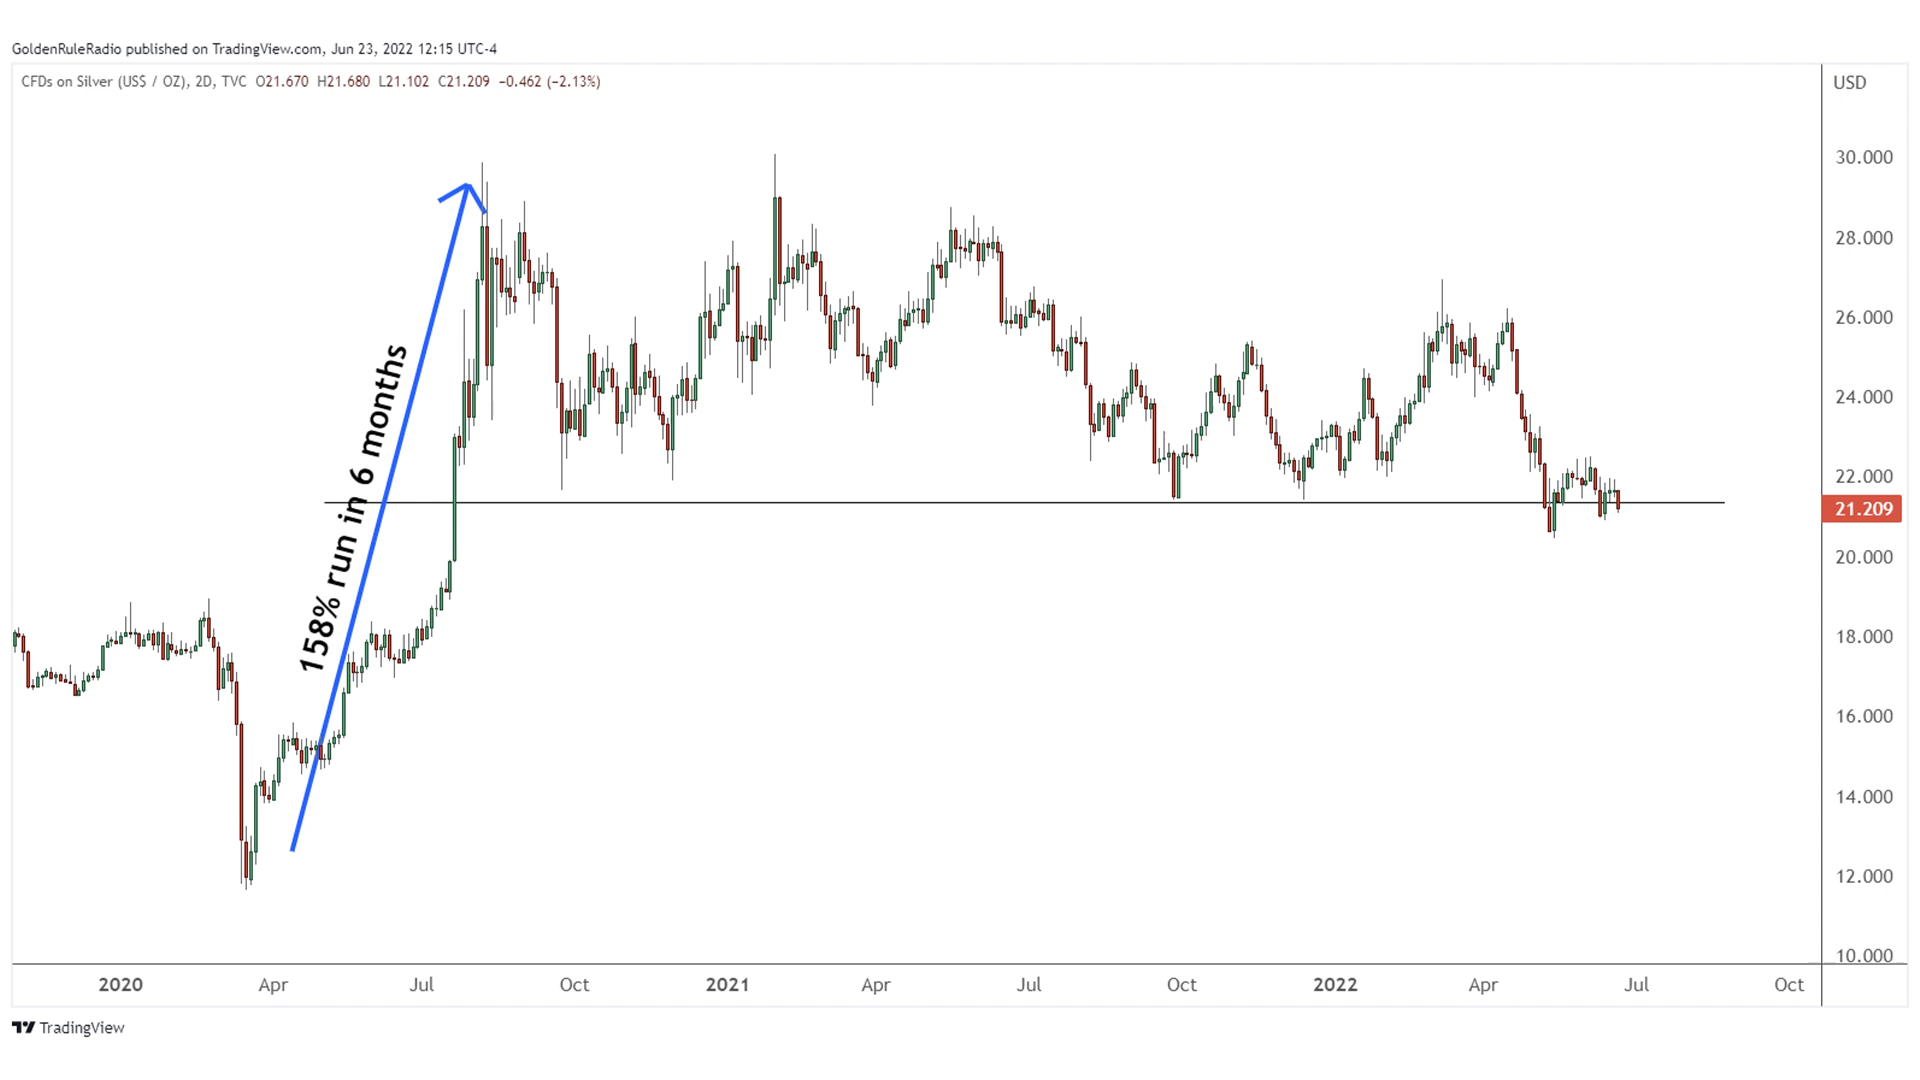 GoldenRuleRadio published on TradingView.com, Jun 23, 2022 12:15 UTC-4
CFDs on Silver (US$ / OZ), 2D, TVC O21.670 H21.680 L21.102 C21.209 −0.462 (−2.13%)
USD
30.000
28.000
26.000
24.000
22.000
21.209
20.000
18.000
16.000
14.000
12.000
10.000
158% run in 6 months
2020 Apr Jul Oct 2021 Apr Jul Oct 2022 Apr Jul Oct
TradingView